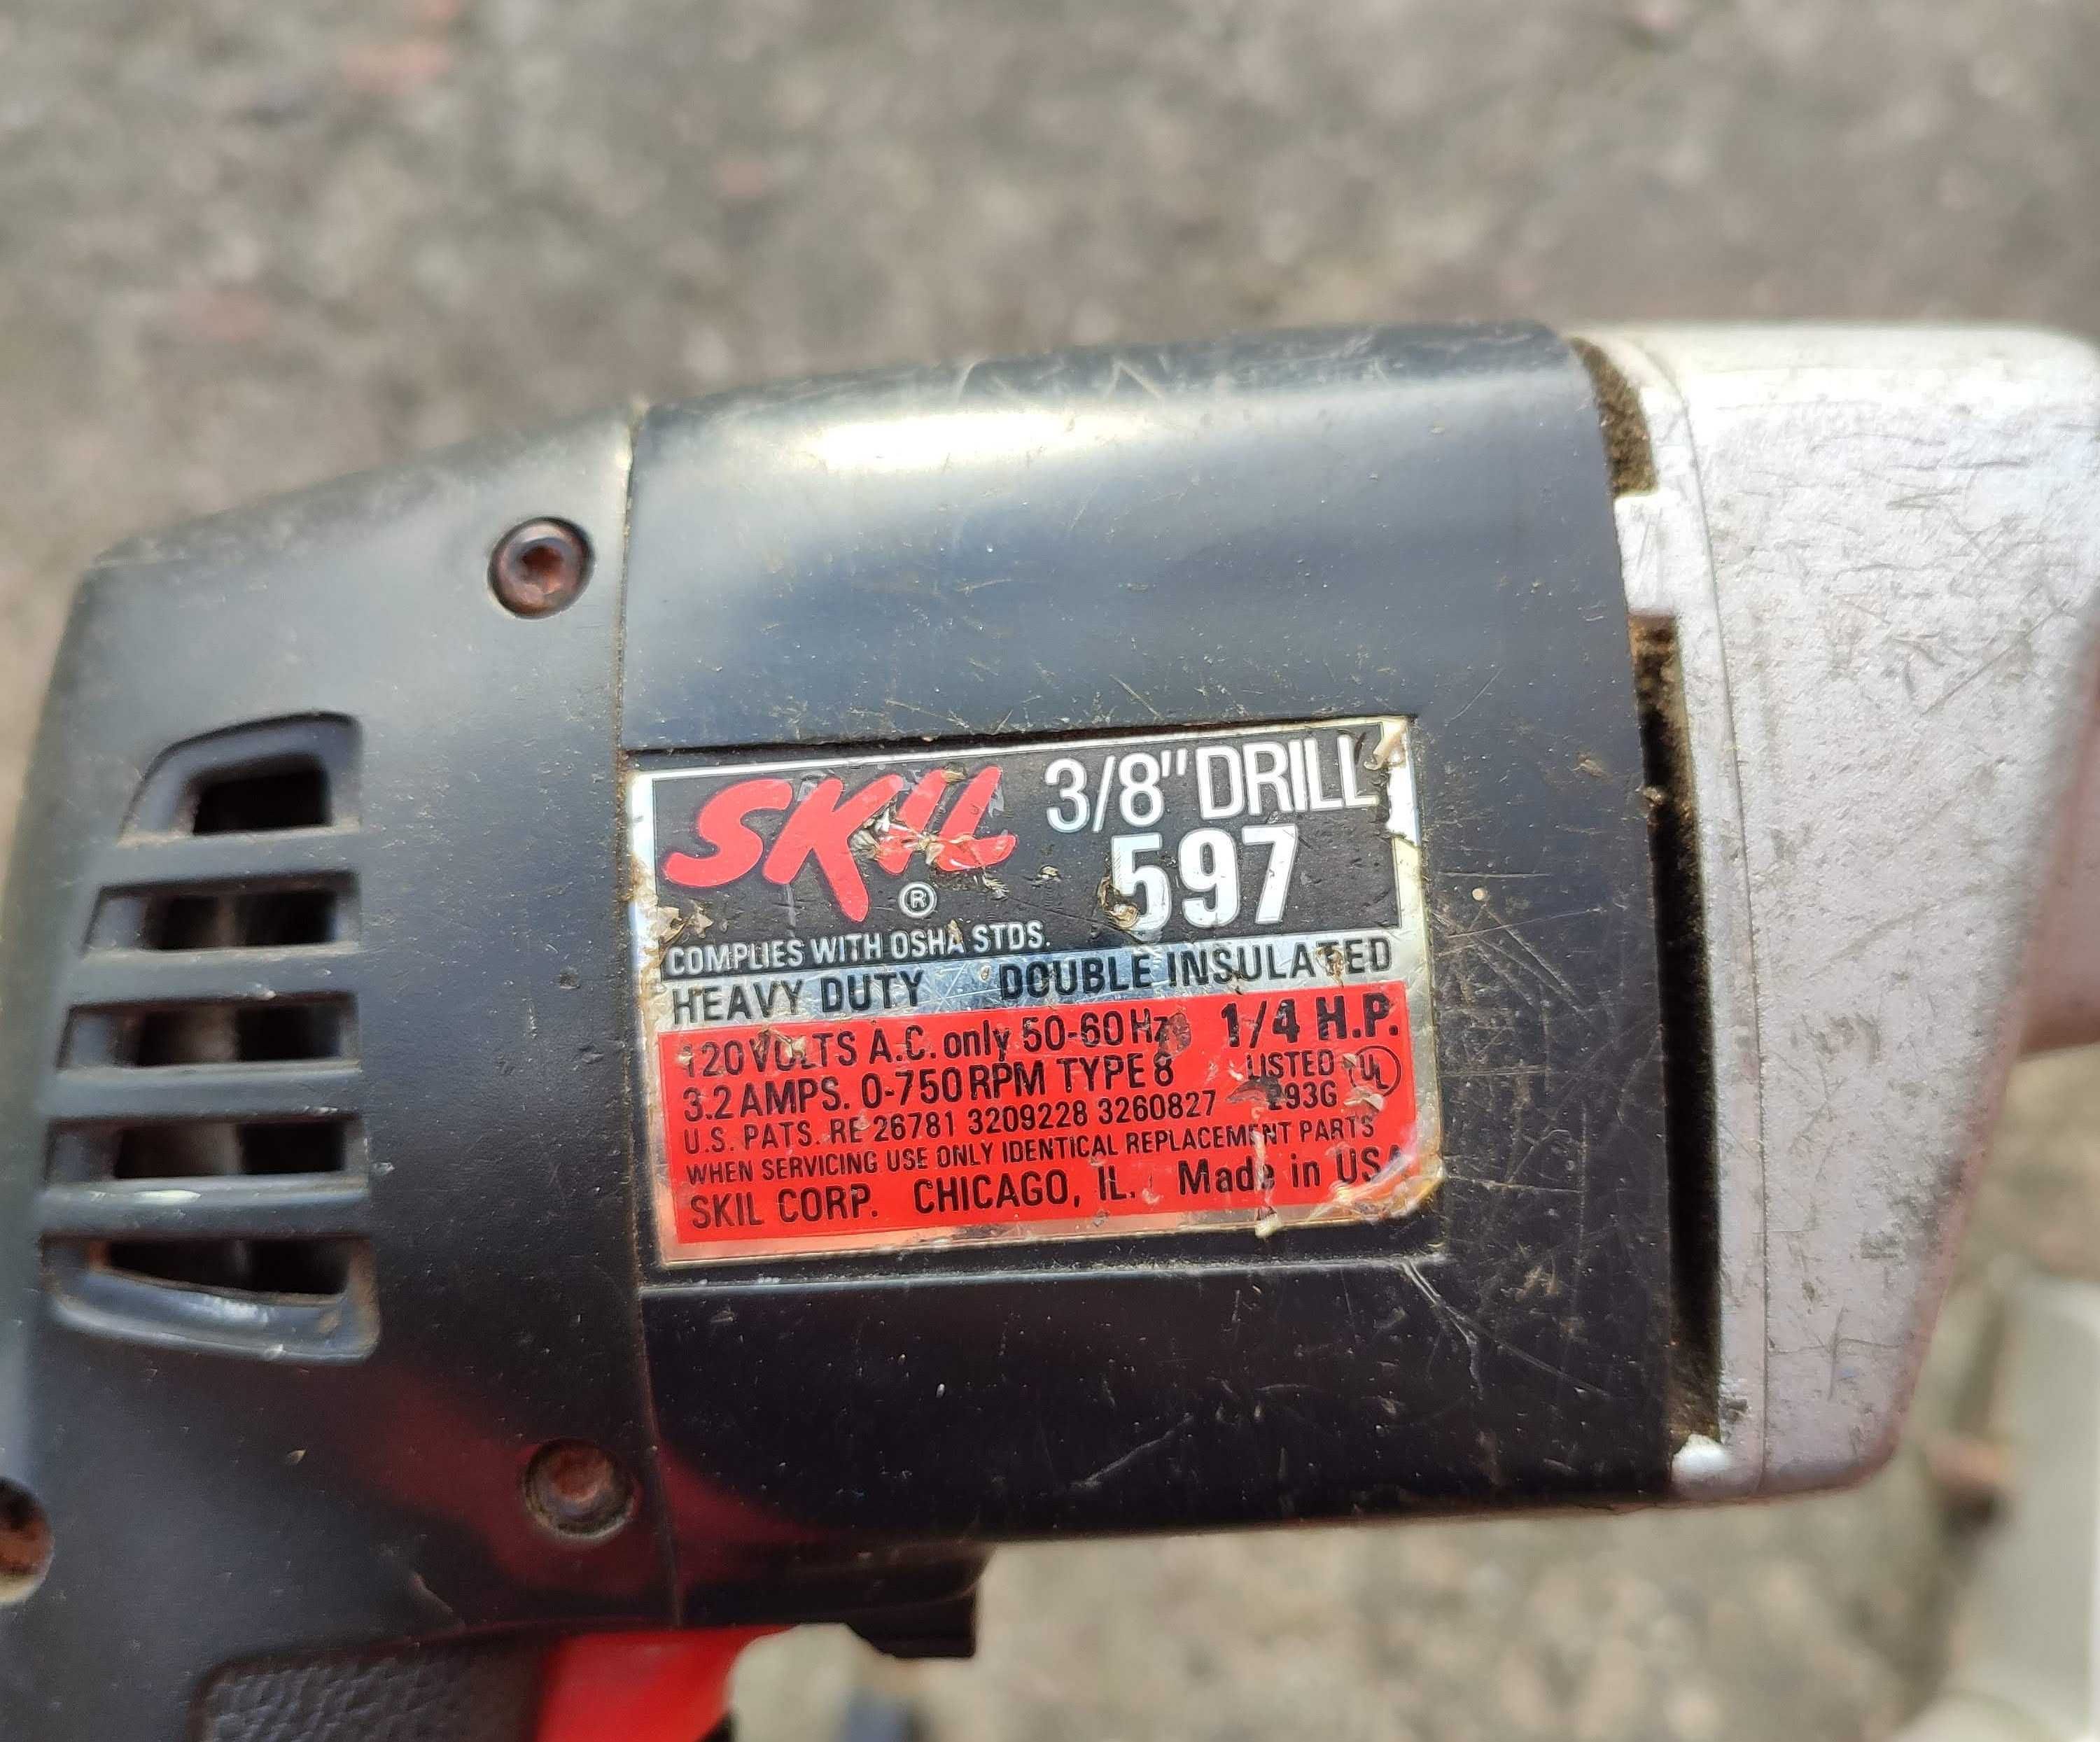 SKIL 3/8" DRILL
® 597
COMPLIES WITH OSHA STDS.
HEAVY DUTY DOUBLE INSULATED
120 VOLTS A.C. only 50-60 Hz 1/4 H.P.
3.2 AMPS. 0-750 RPM TYPE 8 LISTED UL
U.S. PATS. RE 26781 3209228 3260827 293G
WHEN SERVICING USE ONLY IDENTICAL REPLACEMENT PARTS
SKIL CORP. CHICAGO, IL. Made in USA